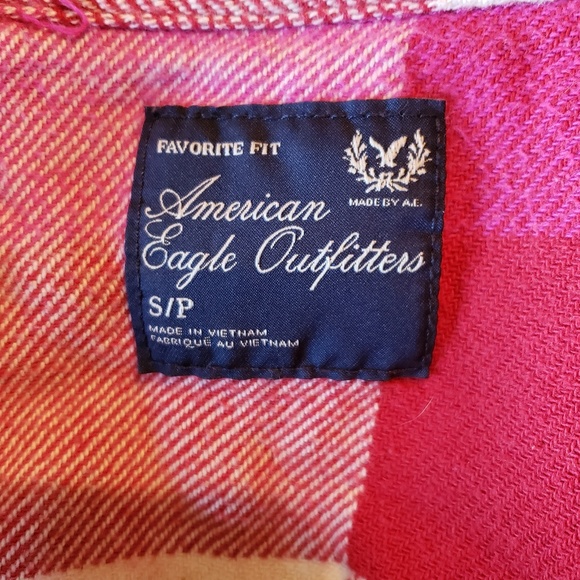 FAVORITE FIT
MADE BY A.E.
American
Eagle Outfitters
S/P
MADE IN VIETNAM
FABRIQUÉ AU VIETNAM